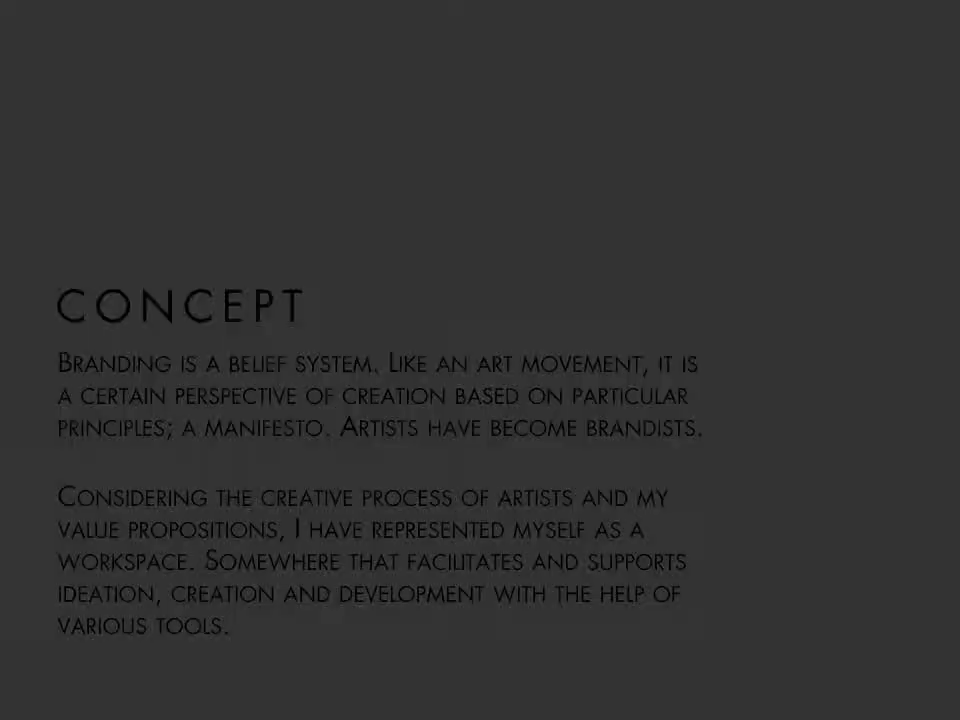 CONCEPT
BRANDING IS A BELIEF SYSTEM. LIKE AN ART MOVEMENT, IT IS
A CERTAIN PERSPECTIVE OF CREATION BASED ON PARTICULAR
PRINCIPLES; A MANIFESTO. ARTISTS HAVE BECOME BRANDISTS.
CONSIDERING THE CREATIVE PROCESS OF ARTISTS AND MY
VALUE PROPOSITIONS, I HAVE REPRESENTED MYSELF AS A
WORKSPACE. SOMEWHERE THAT FACILITATES AND SUPPORTS
IDEATION, CREATION AND DEVELOPMENT WITH THE HELP OF
VARIOUS TOOLS.